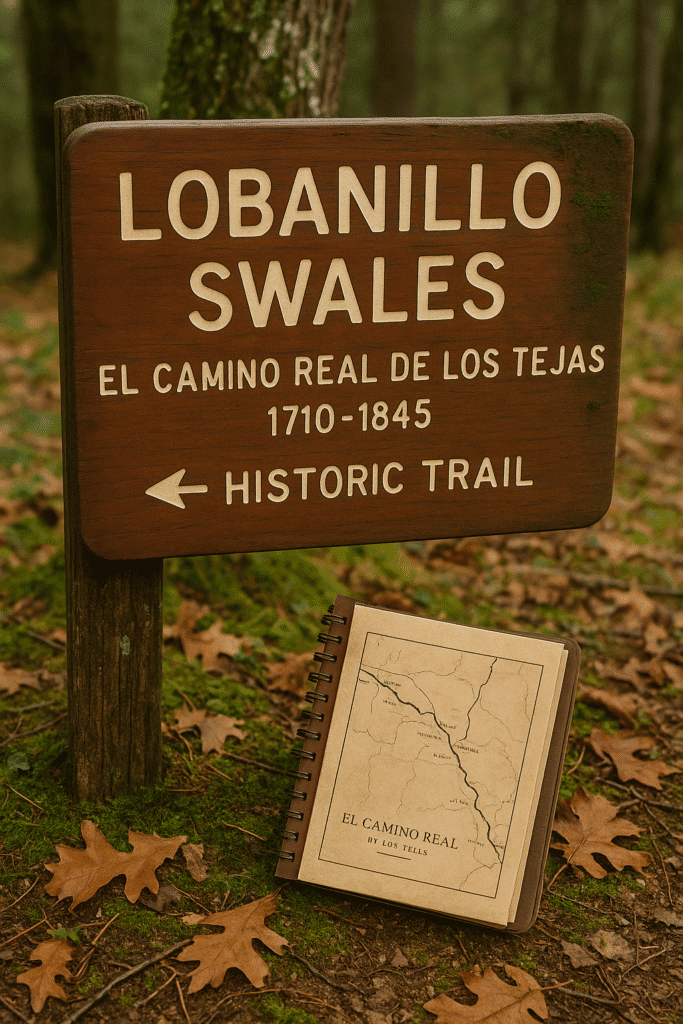 LOBANILLO
SWALES
EL CAMINO REAL DE LOS TEJAS
1710-1845
← HISTORIC TRAIL
EL CAMINO REAL
BY LOS TELLS